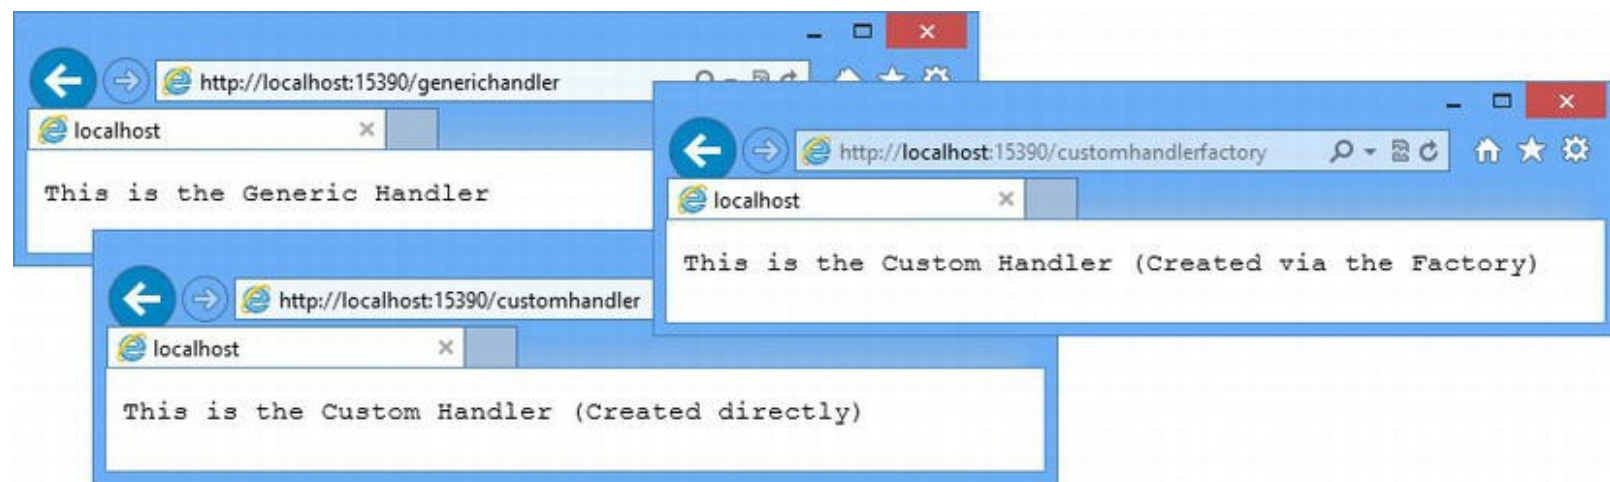 http://localhost:15390/generichandler
localhost
This is the Generic Handler
http://localhost:15390/customhandlerfactory
localhost
This is the Custom Handler (Created via the Factory)
http://localhost:15390/customhandler
localhost
This is the Custom Handler (Created directly)